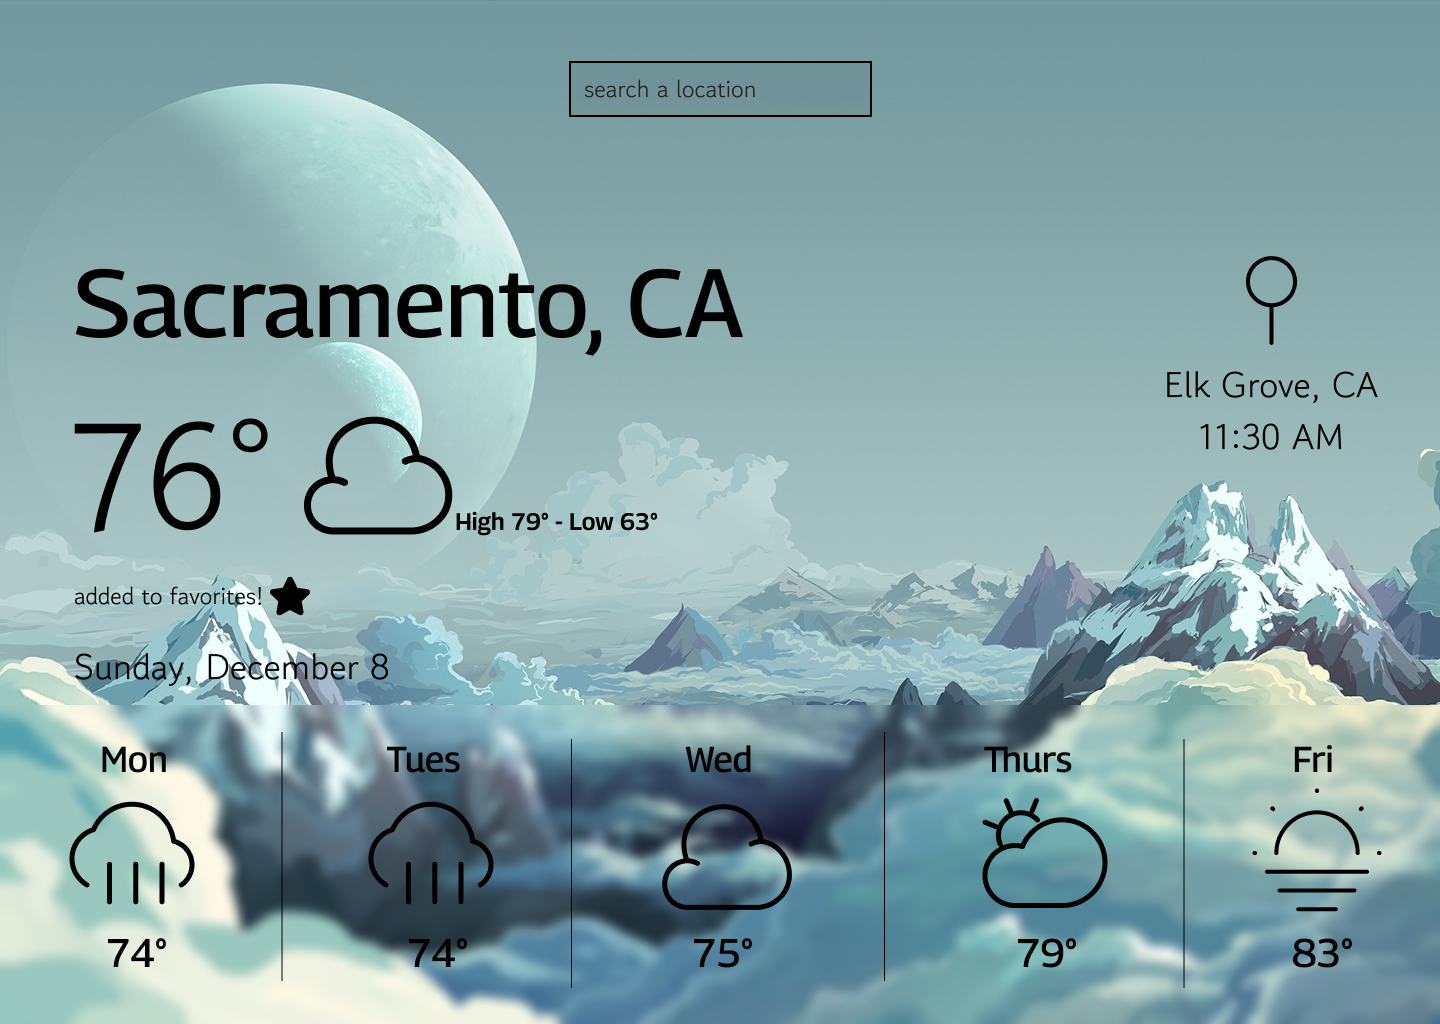 search a location
Sacramento, CA
Elk Grove, CA
11:30 AM
76°
High 79° - Low 63°
added to favorites!
Sunday, December 8
Mon
Tues
Wed
Thurs
Fri
74°
74°
75°
79°
83°